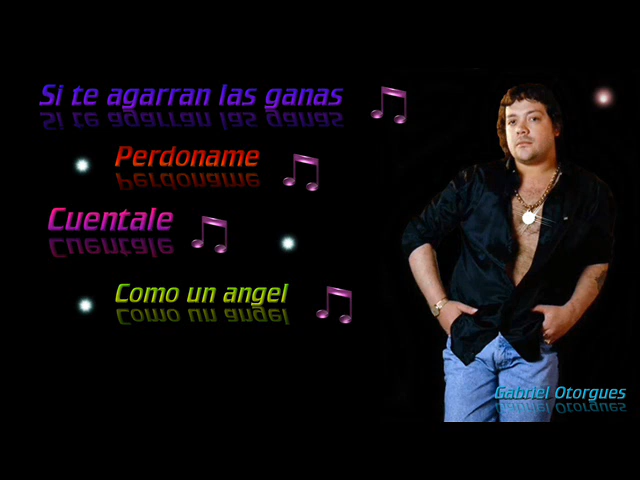 Si te agarran las ganas
Perdoname
Cuentale
Como un angel
Gabriel Otorgues